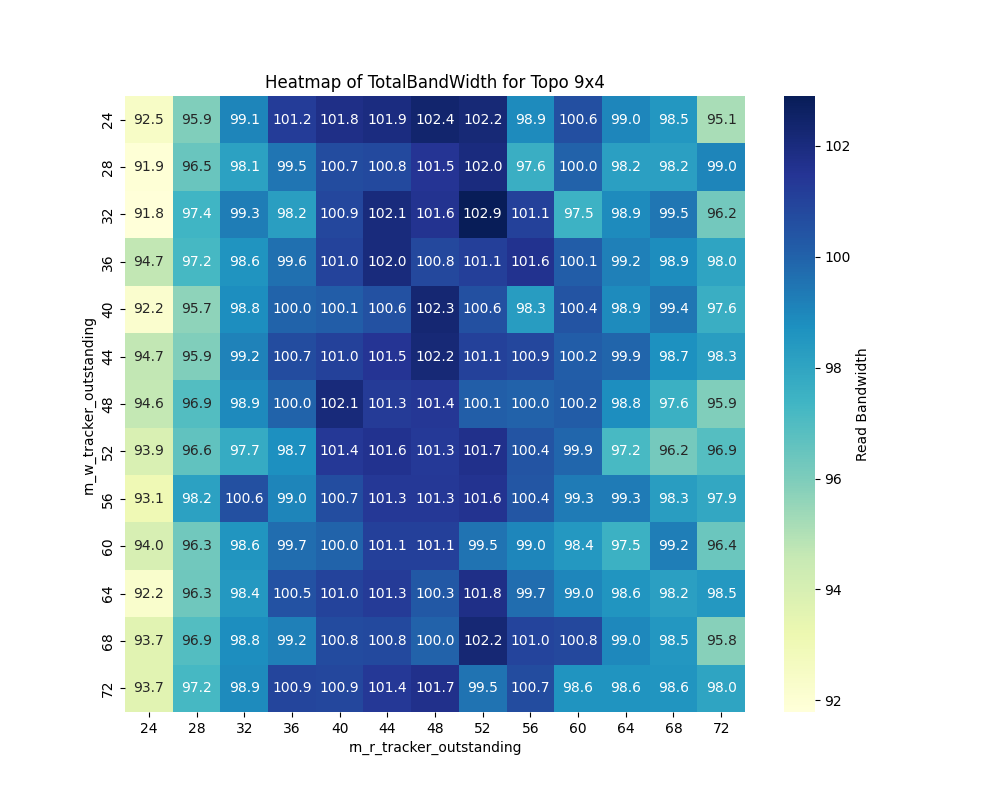 Heatmap of TotalBandWidth for Topo 9x4
24 92.5 95.9 99.1 101.2 101.8 101.9 102.4 102.2 98.9 100.6 99.0 98.5 95.1
28 91.9 96.5 98.1 99.5 100.7 100.8 101.5 102.0 97.6 100.0 98.2 98.2 99.0
32 91.8 97.4 99.3 98.2 100.9 102.1 101.6 102.9 101.1 97.5 98.9 99.5 96.2
36 94.7 97.2 98.6 99.6 101.0 102.0 100.8 101.1 101.6 100.1 99.2 98.9 98.0
40 92.2 95.7 98.8 100.0 100.1 100.6 102.3 100.6 98.3 100.4 98.9 99.4 97.6
44 94.7 95.9 99.2 100.7 101.0 101.5 102.2 101.1 100.9 100.2 99.9 98.7 98.3
48 94.6 96.9 98.9 100.0 102.1 101.3 101.4 100.1 100.0 100.2 98.8 97.6 95.9
52 93.9 96.6 97.7 98.7 101.4 101.6 101.3 101.7 100.4 99.9 97.2 96.2 96.9
56 93.1 98.2 100.6 99.0 100.7 101.3 101.3 101.6 100.4 99.3 99.3 98.3 97.9
60 94.0 96.3 98.6 99.7 100.0 101.1 101.1 99.5 99.0 98.4 97.5 99.2 96.4
64 92.2 96.3 98.4 100.5 101.0 101.3 100.3 101.8 99.7 99.0 98.6 98.2 98.5
68 93.7 96.9 98.8 99.2 100.8 100.8 100.0 102.2 101.0 100.8 99.0 98.5 95.8
72 93.7 97.2 98.9 100.9 100.9 101.4 101.7 99.5 100.7 98.6 98.6 98.6 98.0
24 28 32 36 40 44 48 52 56 60 64 68 72
rn_r_tracker_outstanding
rn_w_tracker_outstanding
102
100
98
96
94
92
Read Bandwidth